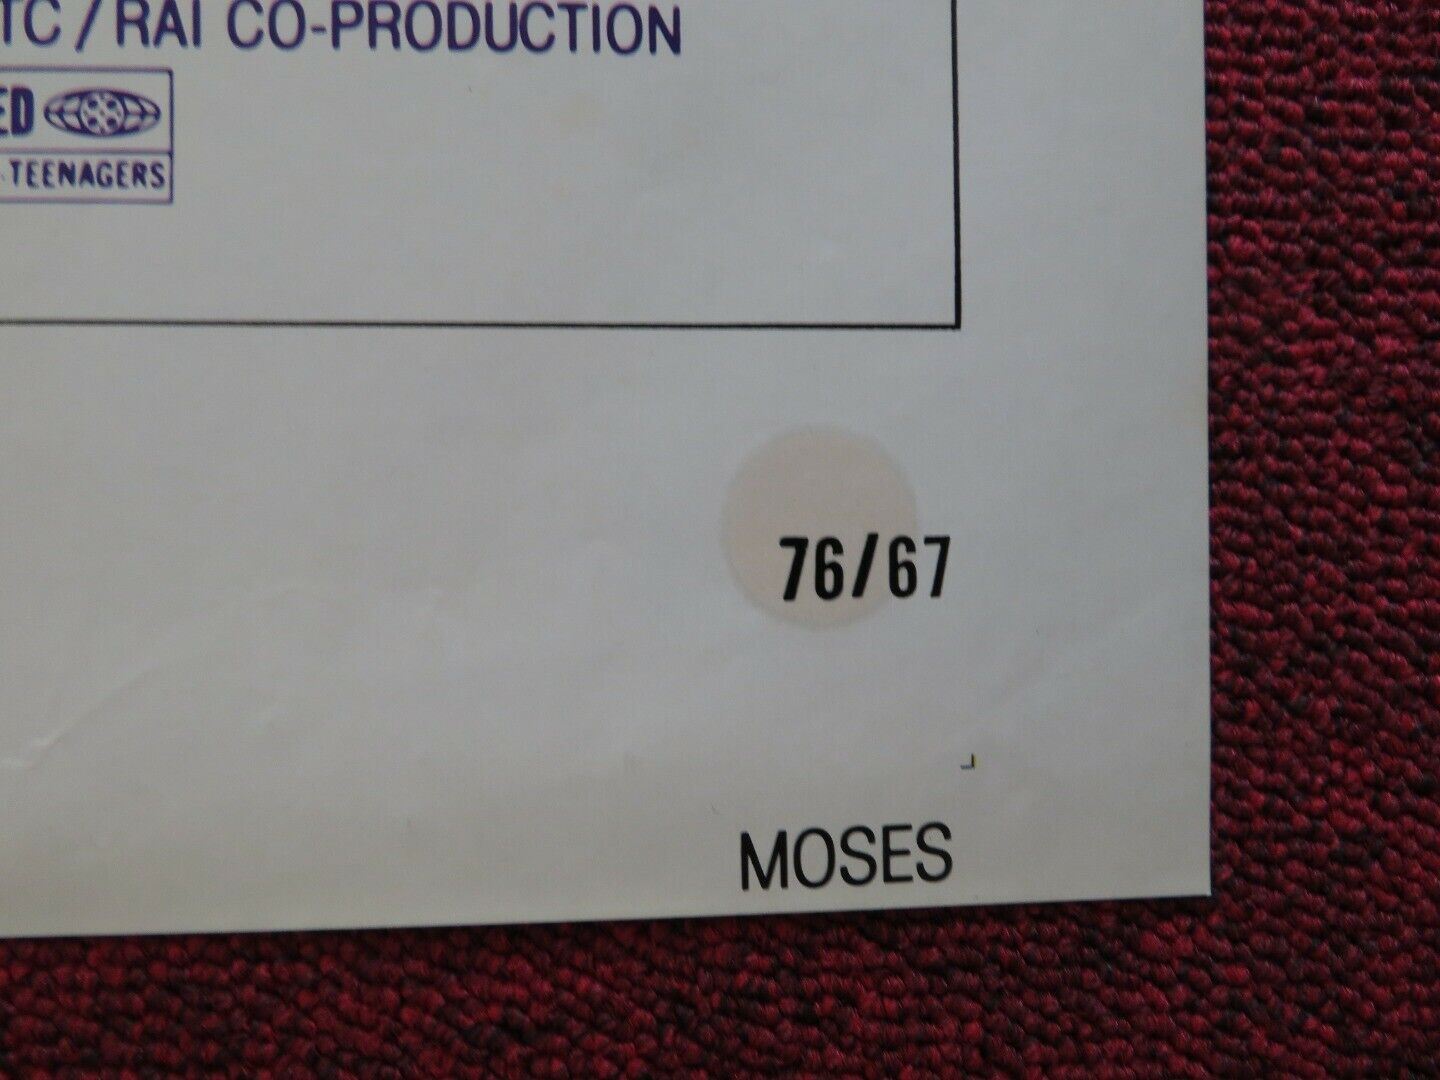 TC / RAI CO-PRODUCTION
ED
-TEENAGERS
76/67
MOSES